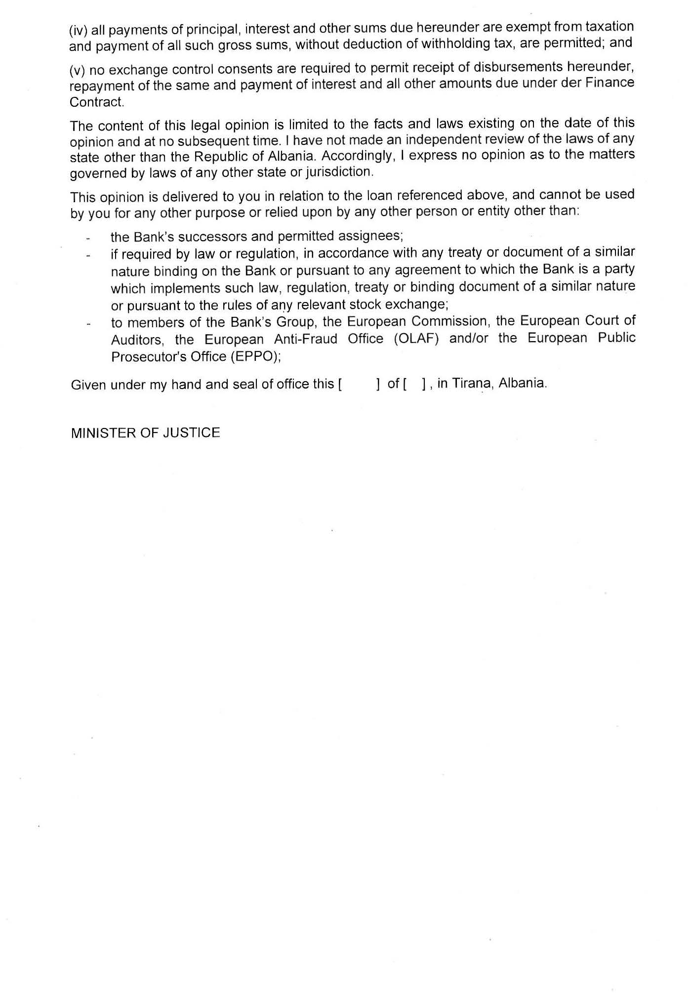 (iv) all payments of principal, interest and other sums due hereunder are exempt from taxation
and payment of all such gross sums, without deduction of withholding tax, are permitted; and
(v) no exchange control consents are required to permit receipt of disbursements hereunder,
repayment of the same and payment of interest and all other amounts due under der Finance
Contract.
The content of this legal opinion is limited to the facts and laws existing on the date of this
opinion and at no subsequent time. I have not made an independent review of the laws of any
state other than the Republic of Albania. Accordingly, I express no opinion as to the matters
governed by laws of any other state or jurisdiction.
This opinion is delivered to you in relation to the loan referenced above, and cannot be used
by you for any other purpose or relied upon by any other person or entity other than:
- the Bank's successors and permitted assignees;
- if required by law or regulation, in accordance with any treaty or document of a similar
nature binding on the Bank or pursuant to any agreement to which the Bank is a party
which implements such law, regulation, treaty or binding document of a similar nature
or pursuant to the rules of any relevant stock exchange;
- to members of the Bank's Group, the European Commission, the European Court of
Auditors, the European Anti-Fraud Office (OLAF) and/or the European Public
Prosecutor's Office (EPPO);
Given under my hand and seal of office this [ ] of [ ] , in Tirana, Albania.
MINISTER OF JUSTICE